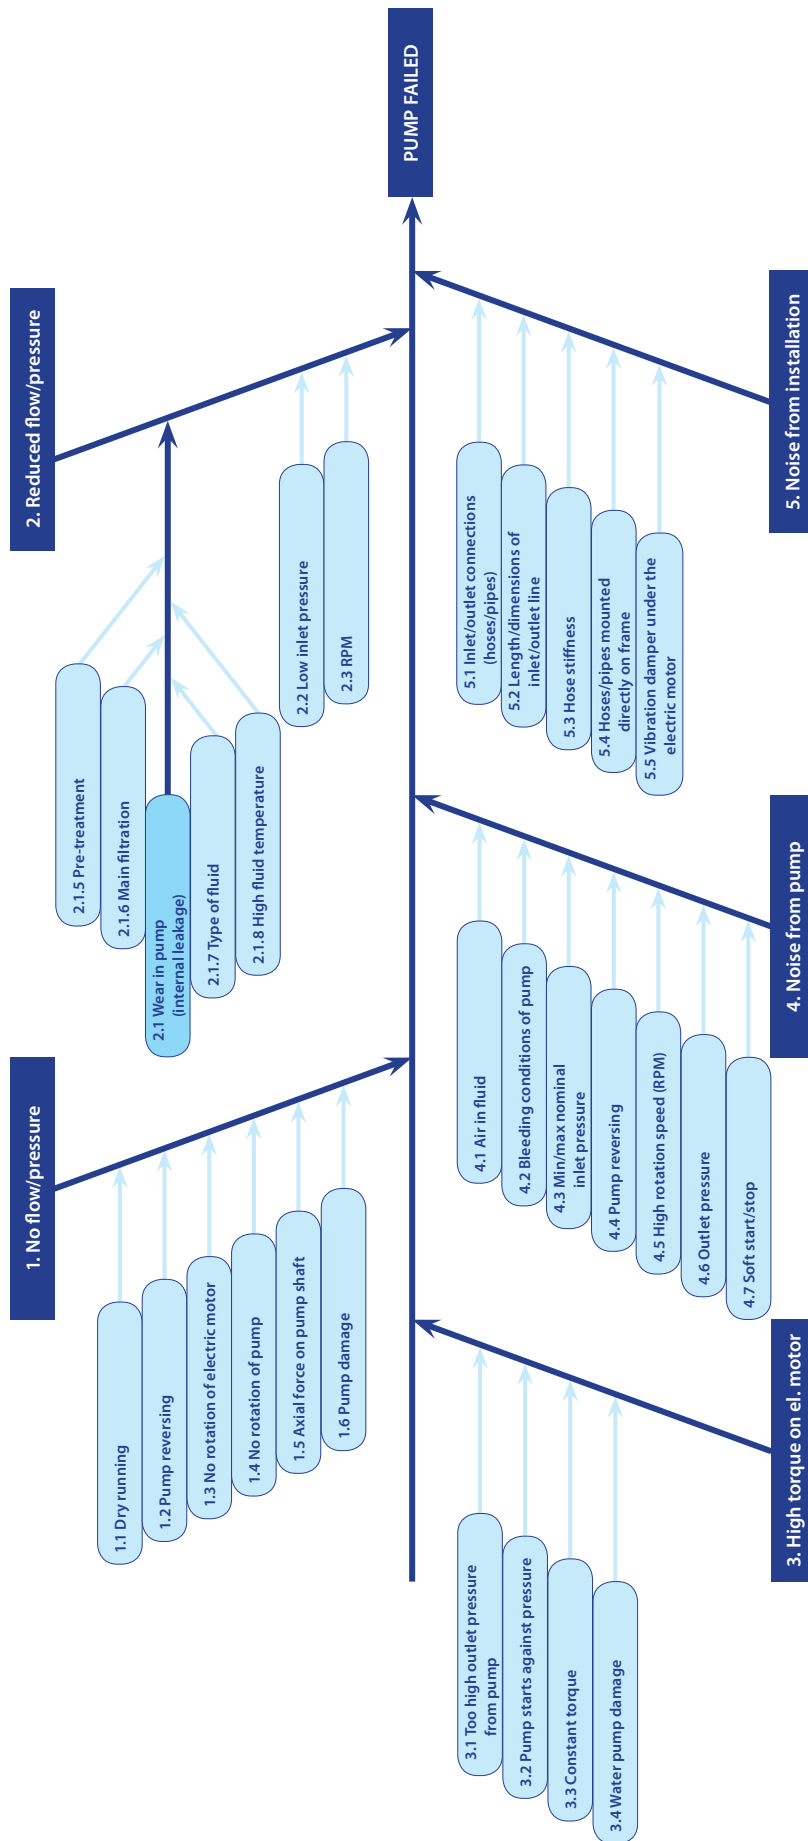 PUMP FAILED
1. No flow/pressure
1.1 Dry running
1.2 Pump reversing
1.3 No rotation of electric motor
1.4 No rotation of pump
1.5 Axial force on pump shaft
1.6 Pump damage
2. Reduced flow/pressure
2.1.5 Pre-treatment
2.1.6 Main filtration
2.1 Wear in pump
(internal leakage)
2.1.7 Type of fluid
2.1.8 High fluid temperature
2.2 Low inlet pressure
2.3 RPM
3. High torque on el. motor
3.1 Too high outlet pressure
from pump
3.2 Pump starts against pressure
3.3 Constant torque
3.4 Water pump damage
4. Noise from pump
4.1 Air in fluid
4.2 Bleeding conditions of pump
4.3 Min/max nominal
inlet pressure
4.4 Pump reversing
4.5 High rotation speed (RPM)
4.6 Outlet pressure
4.7 Soft start/stop
5. Noise from installation
5.1 Inlet/outlet connections
(hoses/pipes)
5.2 Length/dimensions of
inlet/outlet line
5.3 Hose stiffness
5.4 Hoses/pipes mounted
directly on frame
5.5 Vibration damper under the
electric motor